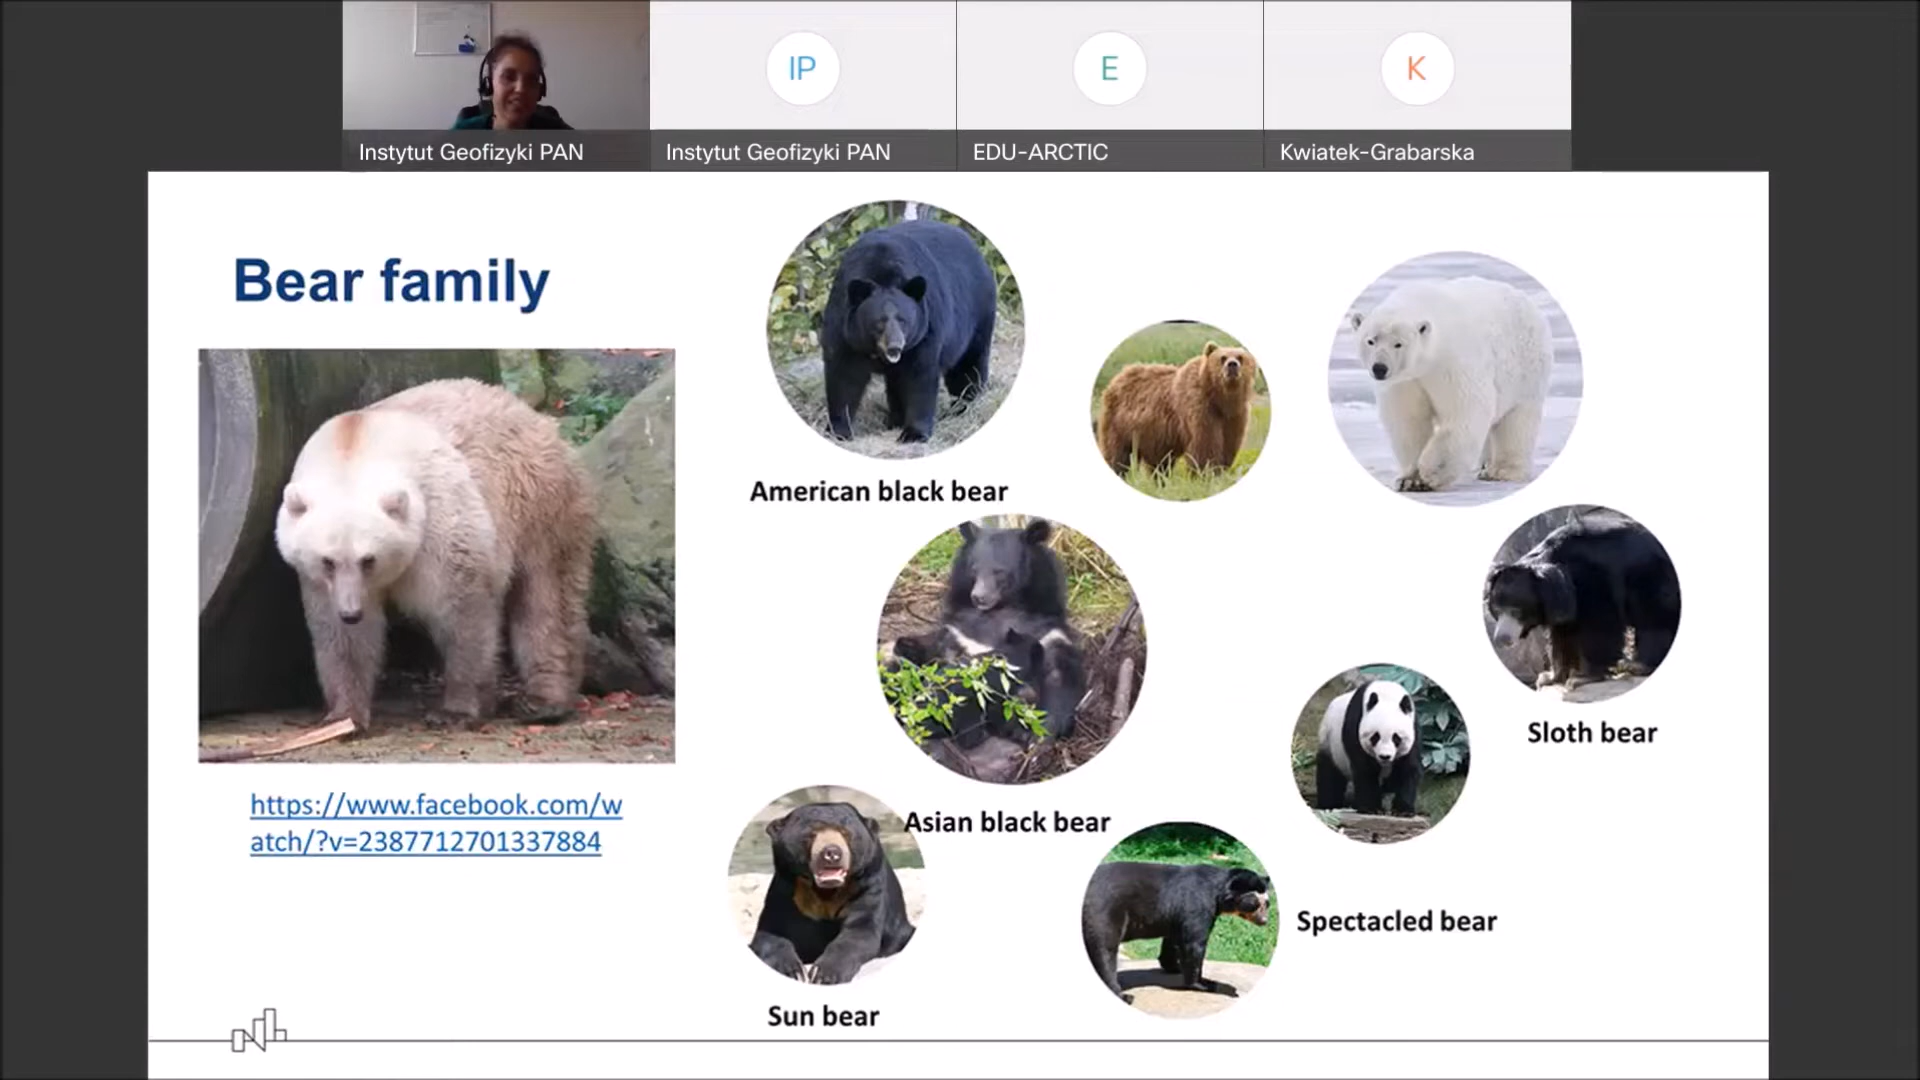 IP
E
K
Instytut Geofizyki PAN
Instytut Geofizyki PAN
EDU-ARCTIC
Kwiatek-Grabarska
Bear family
American black bear
Sloth bear
https://www.facebook.com/w
atch/?v=2387712701337884
Asian black bear
Spectacled bear
Sun bear